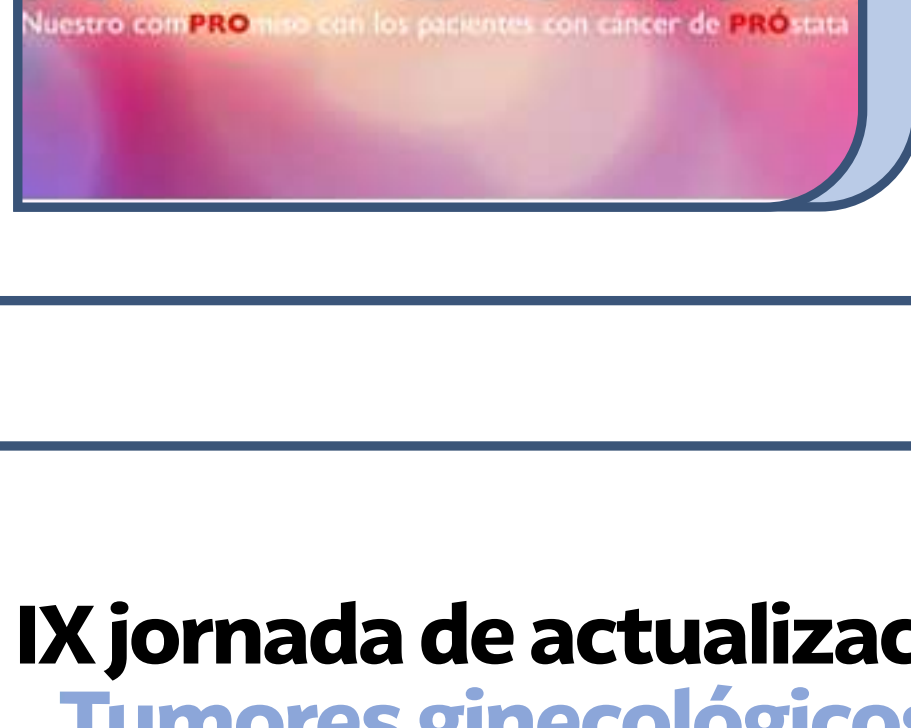 Nuestro comPROmiso con los pacientes con cáncer de PRÓstata
IX jornada de actualizac
Tumores ginecológicos